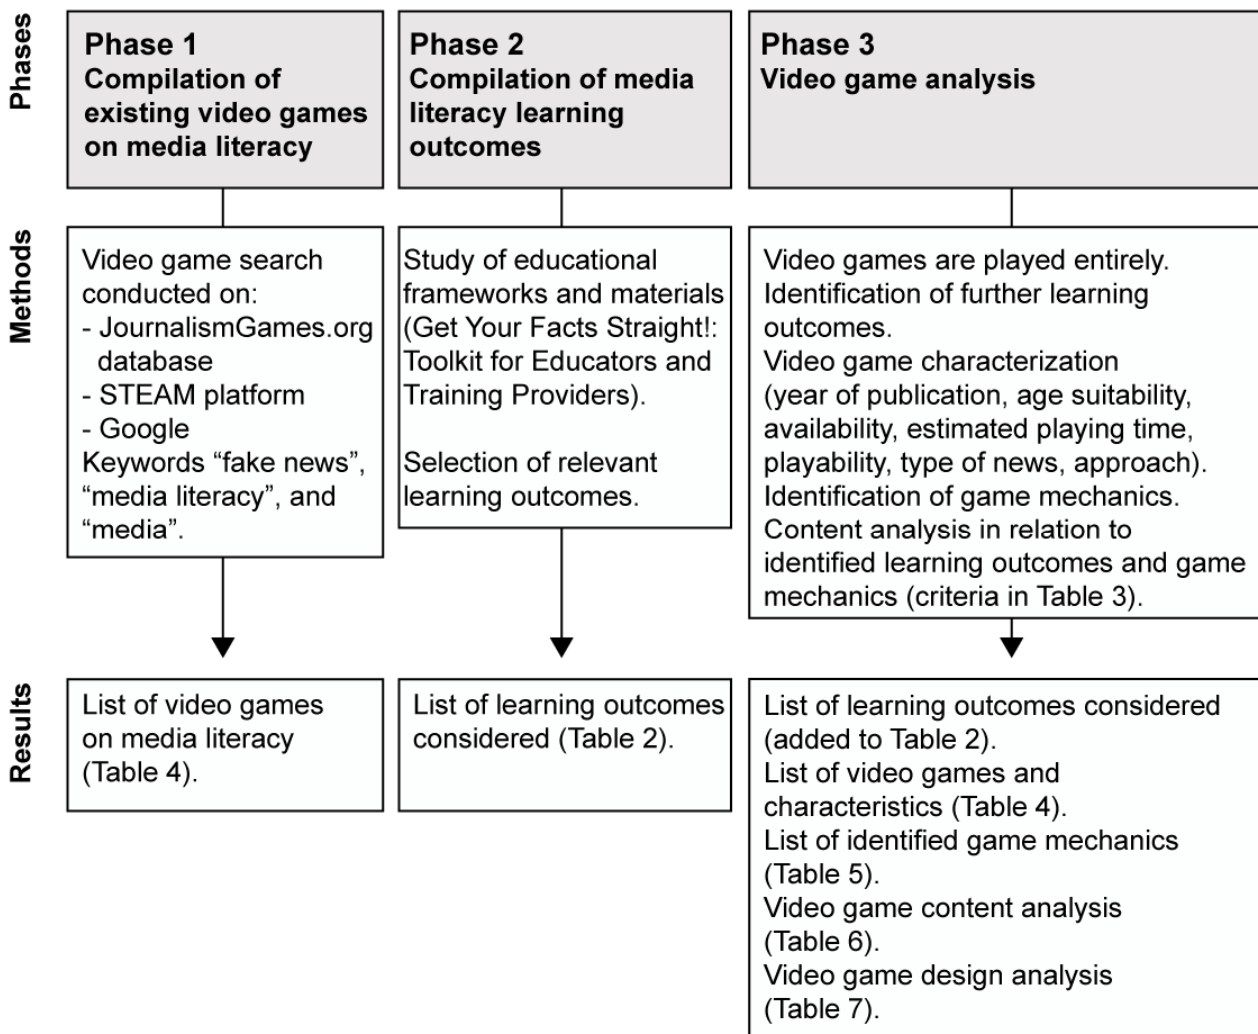 Phases
Phase 1
Compilation of
existing video games
on media literacy
Phase 2
Compilation of media
literacy learning
outcomes
Phase 3
Video game analysis
Methods
Video game search
conducted on:
- JournalismGames.org
database
- STEAM platform
- Google
Keywords “fake news”,
“media literacy”, and
“media”.
Study of educational
frameworks and materials
(Get Your Facts Straight!:
Toolkit for Educators and
Training Providers).
Selection of relevant
learning outcomes.
Video games are played entirely.
Identification of further learning
outcomes.
Video game characterization
(year of publication, age suitability,
availability, estimated playing time,
playability, type of news, approach).
Identification of game mechanics.
Content analysis in relation to
identified learning outcomes and game
mechanics (criteria in Table 3).
Results
List of video games
on media literacy
(Table 4).
List of learning outcomes
considered (Table 2).
List of learning outcomes considered
(added to Table 2).
List of video games and
characteristics (Table 4).
List of identified game mechanics
(Table 5).
Video game content analysis
(Table 6).
Video game design analysis
(Table 7).